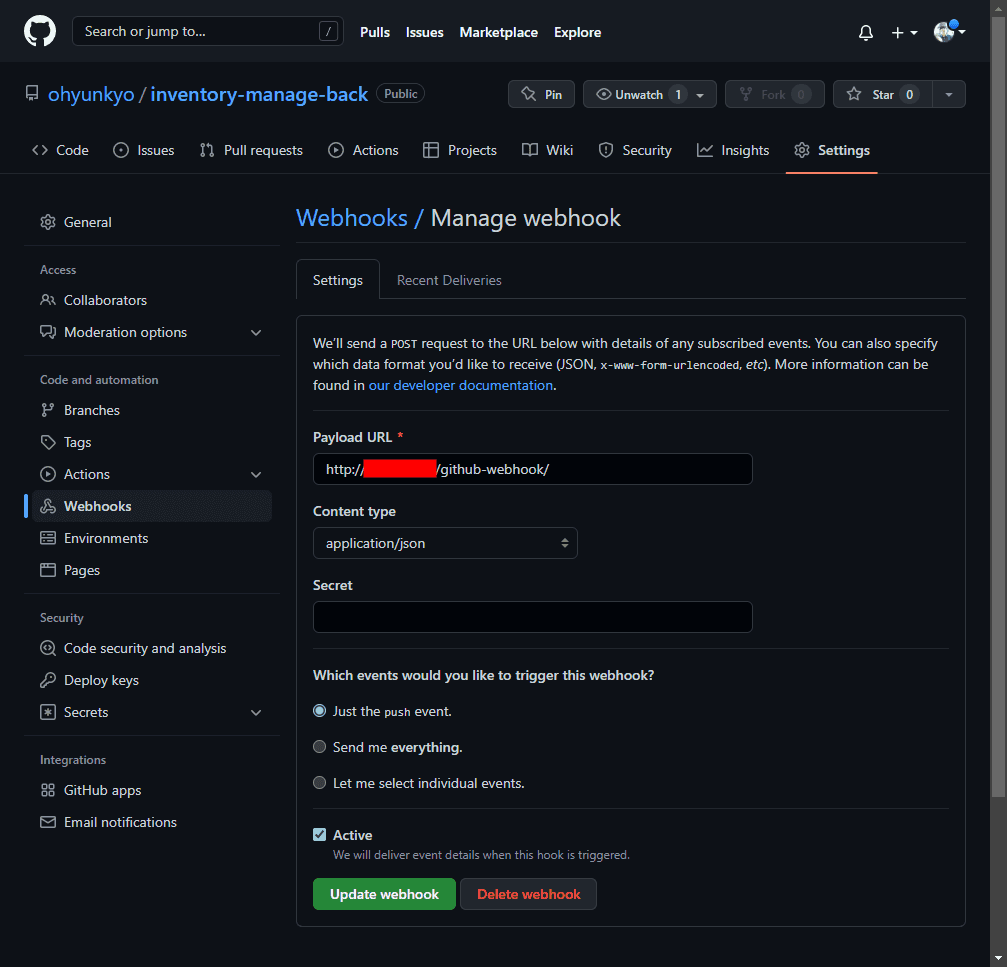 Search or jump to... /
Pulls Issues Marketplace Explore
ohyunkyo / inventory-manage-back Public
Pin Unwatch 1 Fork 0 Star 0
Code Issues Pull requests Actions Projects Wiki Security Insights Settings
General
Access
Collaborators
Moderation options
Code and automation
Branches
Tags
Actions
Webhooks
Environments
Pages
Security
Code security and analysis
Deploy keys
Secrets
Integrations
GitHub apps
Email notifications
Webhooks / Manage webhook
Settings Recent Deliveries
We'll send a POST request to the URL below with details of any subscribed events. You can also specify
which data format you'd like to receive (JSON, x-www-form-urlencoded, etc). More information can be
found in our developer documentation.
Payload URL *
http:// /github-webhook/
Content type
application/json
Secret
Which events would you like to trigger this webhook?
Just the push event.
Send me everything.
Let me select individual events.
Active
We will deliver event details when this hook is triggered.
Update webhook Delete webhook